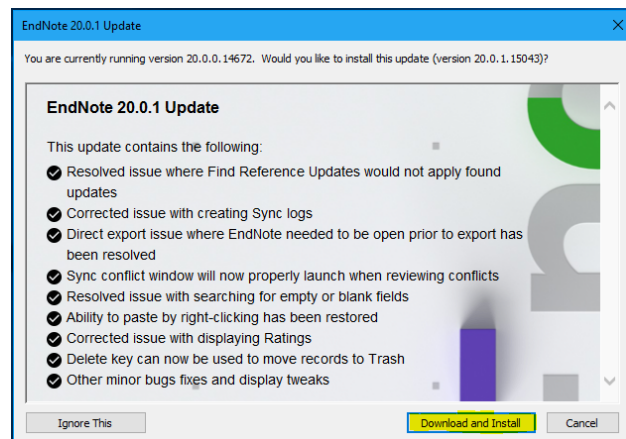 EndNote 20.0.1 Update
You are currently running version 20.0.0.14672. Would you like to install this update (version 20.0.1.15043)?
EndNote 20.0.1 Update
This update contains the following:
Resolved issue where Find Reference Updates would not apply found
updates
Corrected issue with creating Sync logs
Direct export issue where EndNote needed to be open prior to export has
been resolved
Sync conflict window will now properly launch when reviewing conflicts
Resolved issue with searching for empty or blank fields
Ability to paste by right-clicking has been restored
Corrected issue with displaying Ratings
Delete key can now be used to move records to Trash
Other minor bugs fixes and display tweaks
Ignore This
Download and Install
Cancel